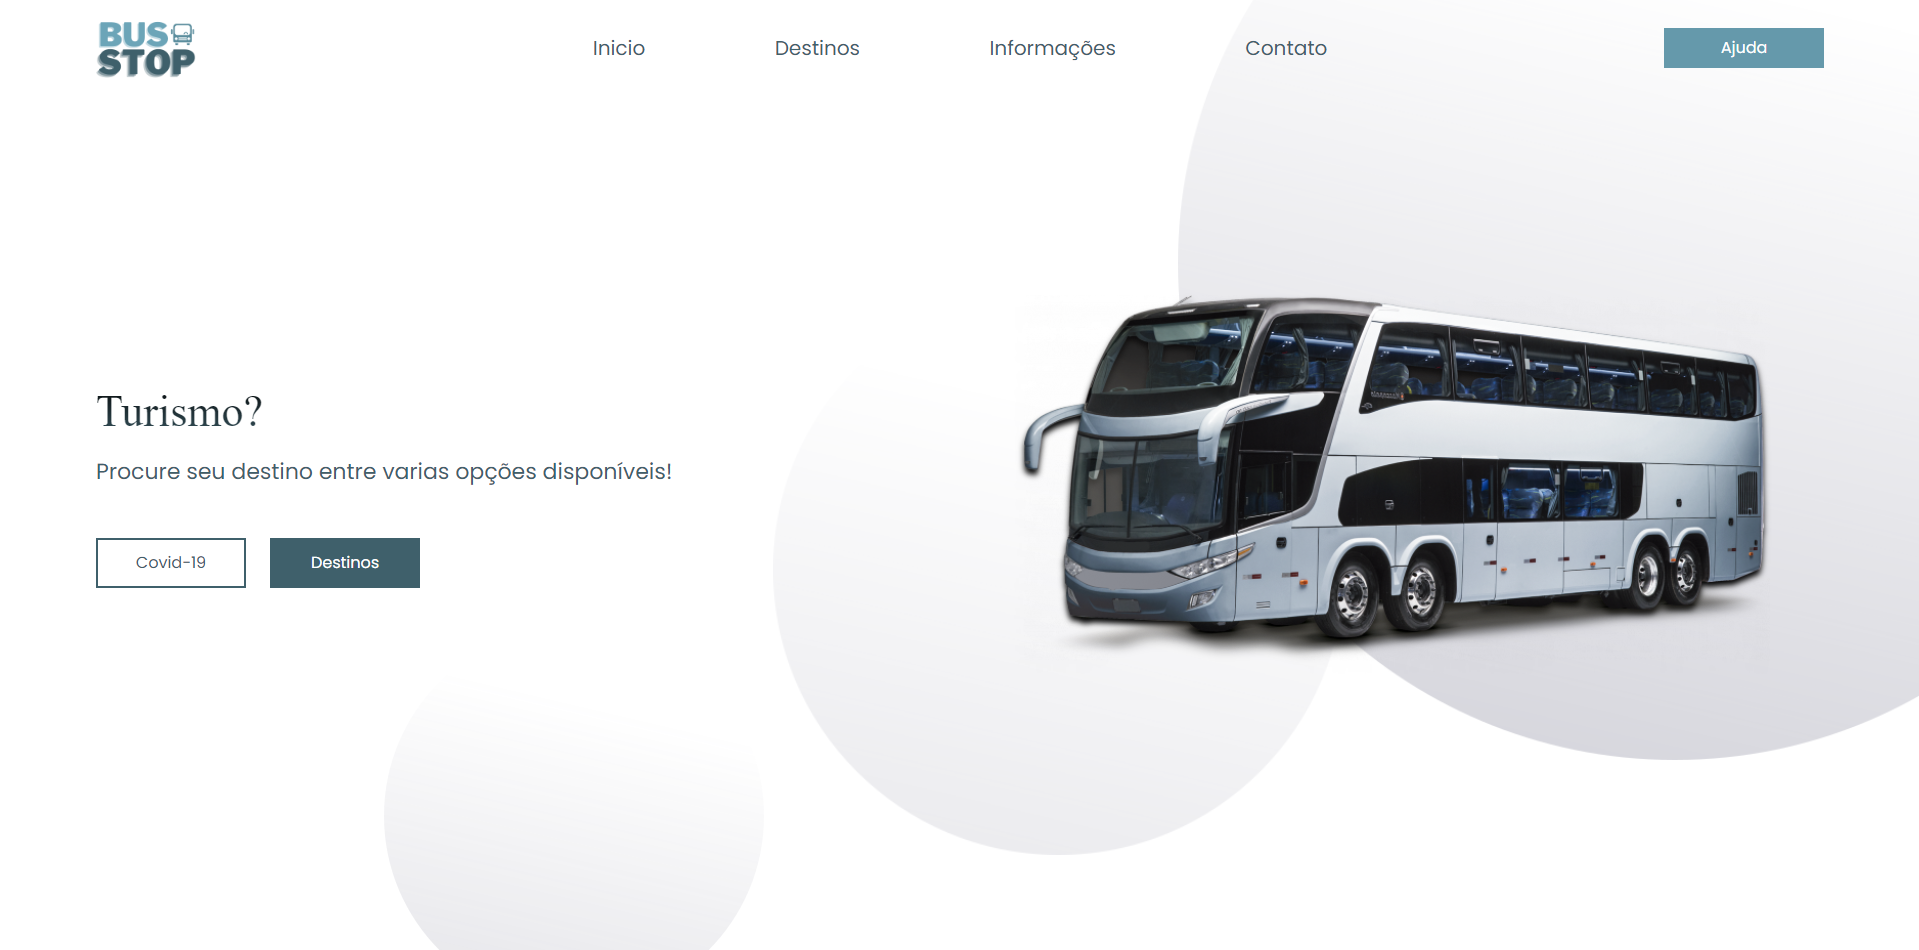 BUS
STOP
Inicio
Destinos
Informações
Contato
Ajuda
Turismo?
Procure seu destino entre varias opções disponíveis!
Covid-19
Destinos